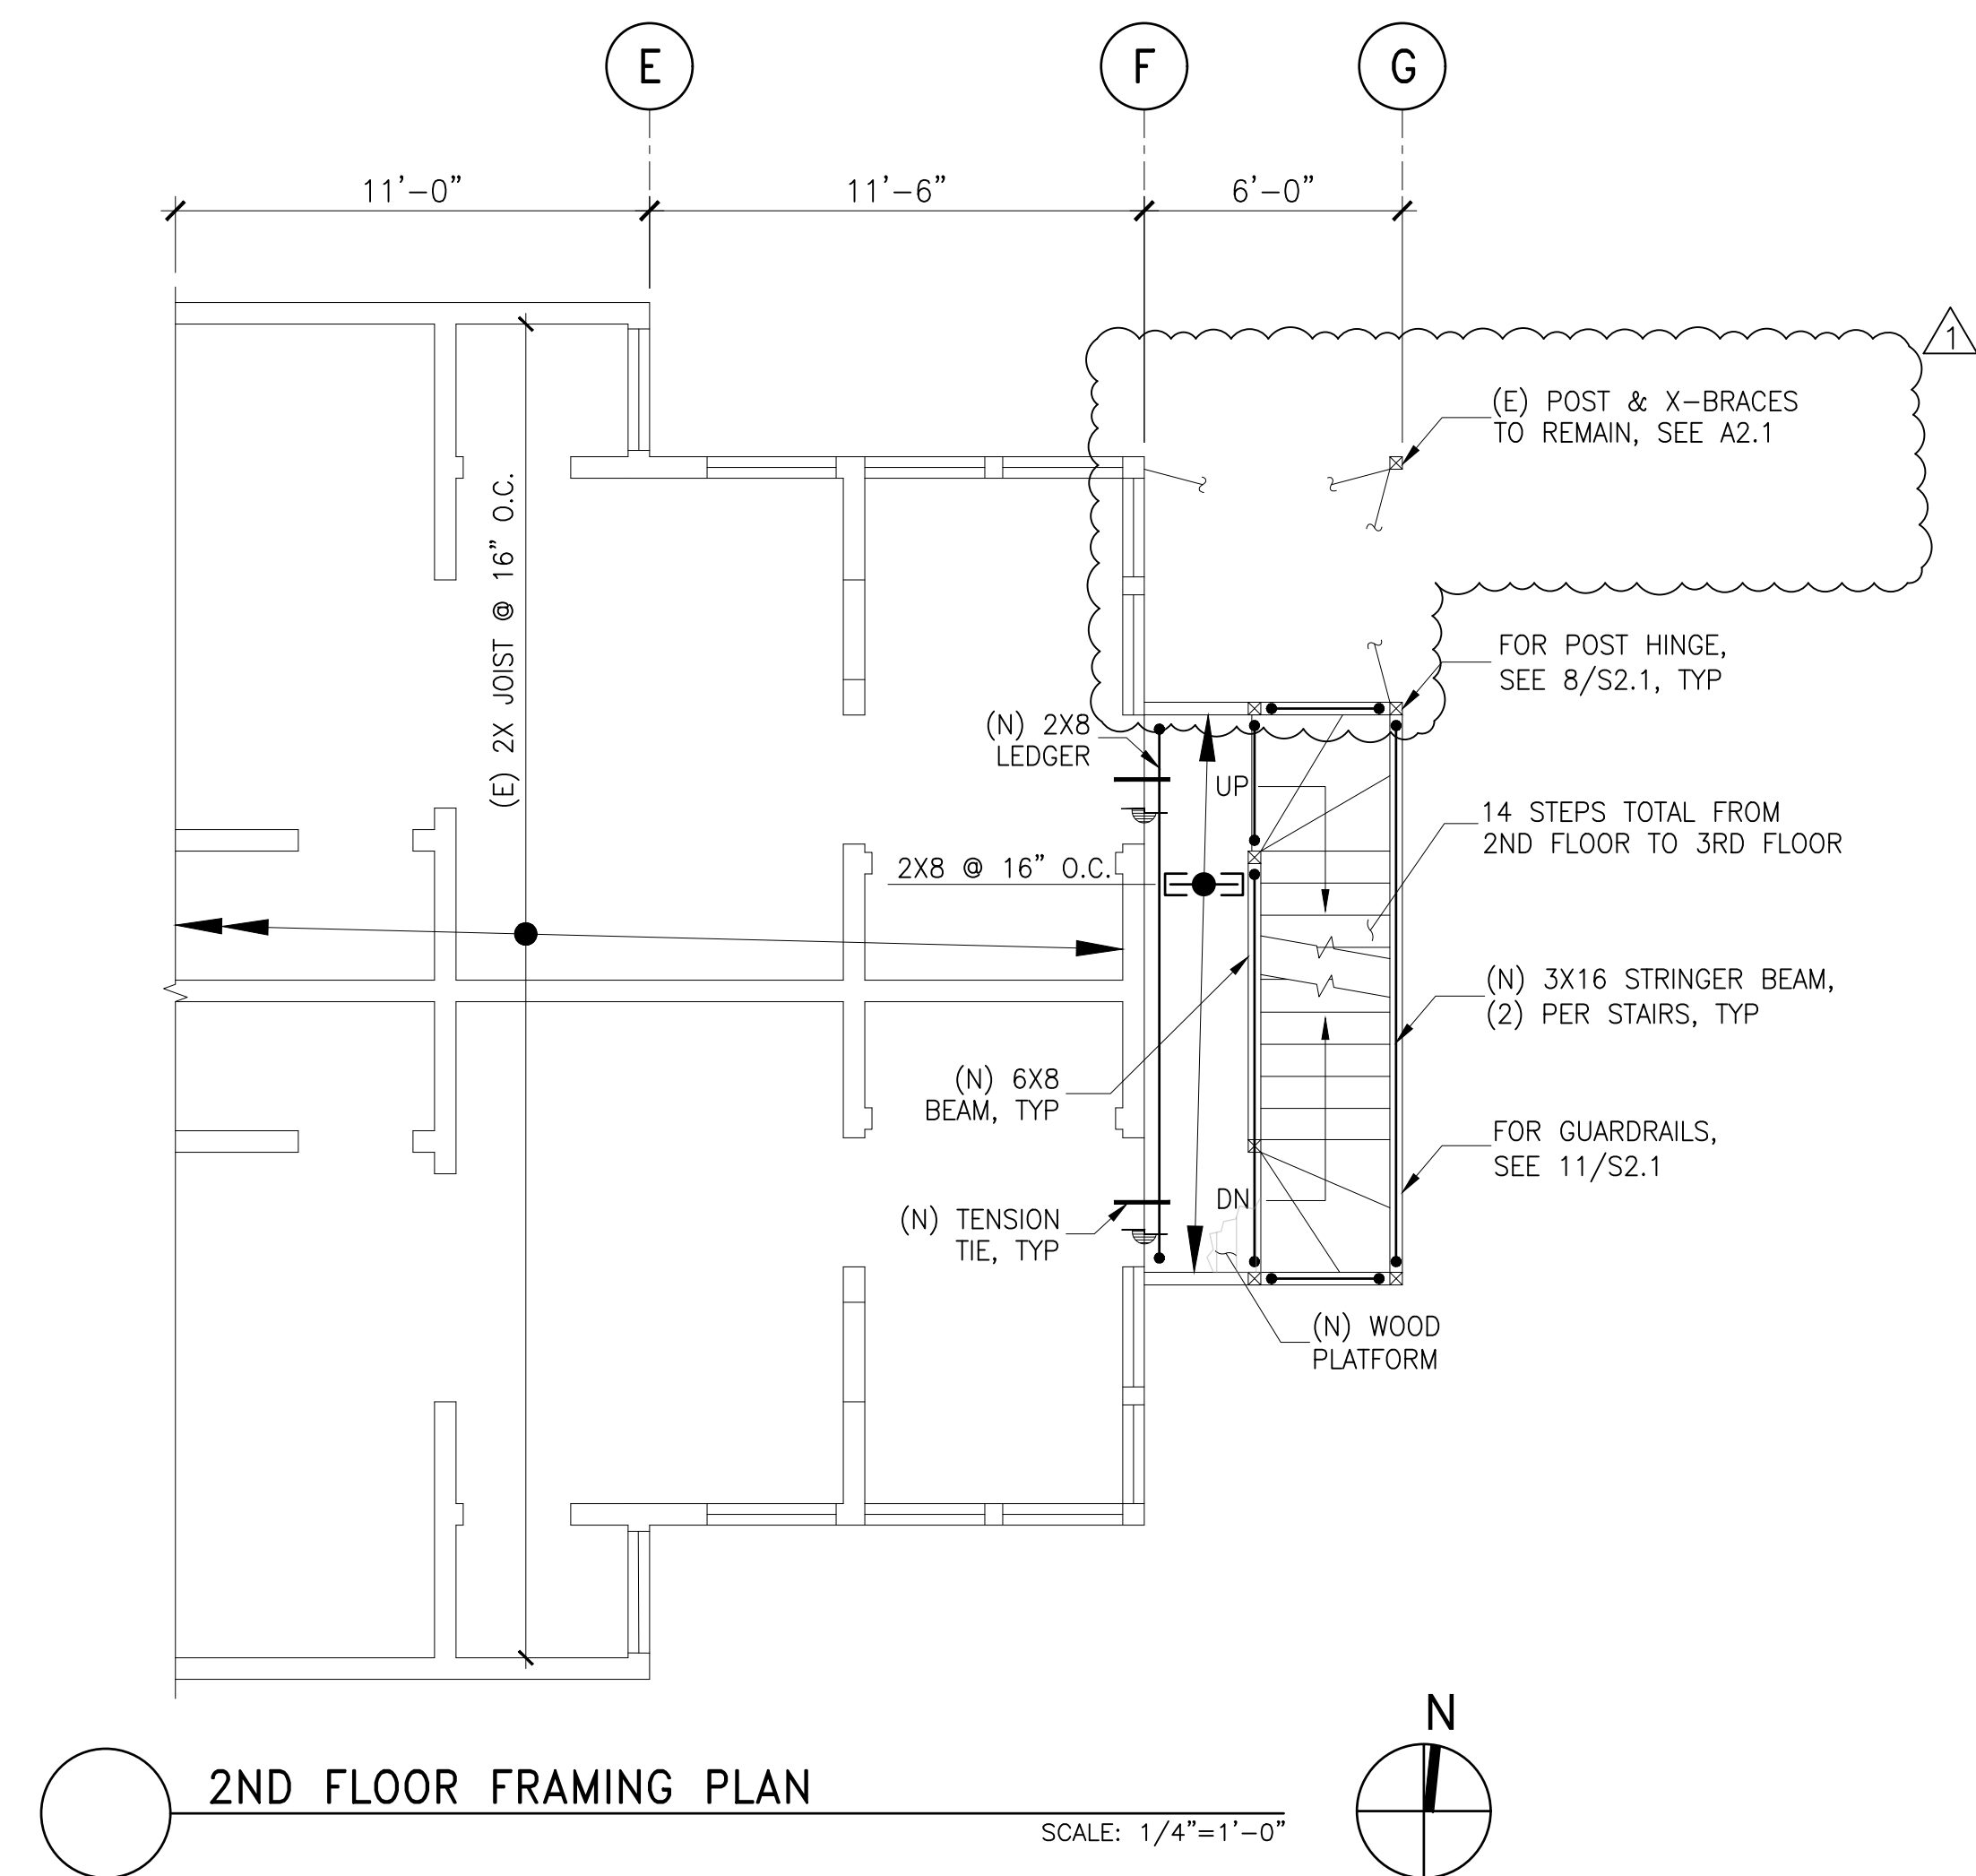 E
F
G
11'-0"
11'-6"
6'-0"
1
(E) POST & X-BRACES
TO REMAIN, SEE A2.1
(E) 2X JOIST @ 16" O.C.
FOR POST HINGE,
SEE 8/S2.1, TYP
(N) 2X8
LEDGER
UP
14 STEPS TOTAL FROM
2ND FLOOR TO 3RD FLOOR
2X8 @ 16" O.C.
(N) 3X16 STRINGER BEAM,
(2) PER STAIRS, TYP
(N) 6X8
BEAM, TYP
FOR GUARDRAILS,
SEE 11/S2.1
DN
(N) TENSION
TIE, TYP
(N) WOOD
PLATFORM
N
2ND FLOOR FRAMING PLAN
SCALE: 1/4"=1'-0"